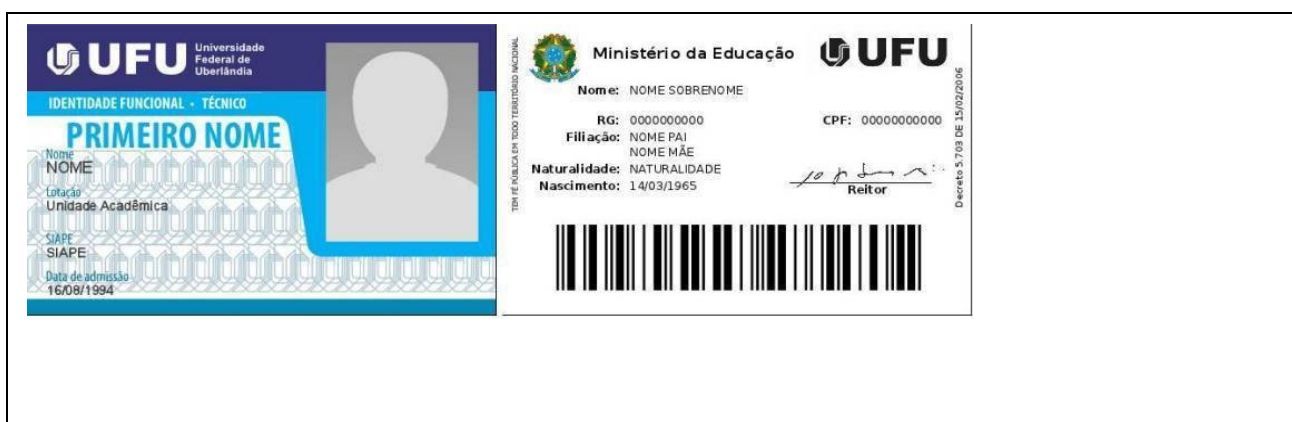 UFU
Universidade
Federal de
Uberlândia
IDENTIDADE FUNCIONAL • TÉCNICO
PRIMEIRO NOME
Nome
NOME
Lotação
Unidade Acadêmica
SIAPE
SIAPE
Data de admissão
16/08/1994
TEM FÉ PÚBLICA EM TODO TERRITÓRIO NACIONAL
Ministério da Educação
UFU
Nome: NOME SOBRENOME
RG: 0000000000 CPF: 00000000000
Filiação: NOME PAI
NOME MÃE
Naturalidade: NATURALIDADE
Nascimento: 14/03/1965
Reitor
Decreto 5.703 DE 15/02/2006